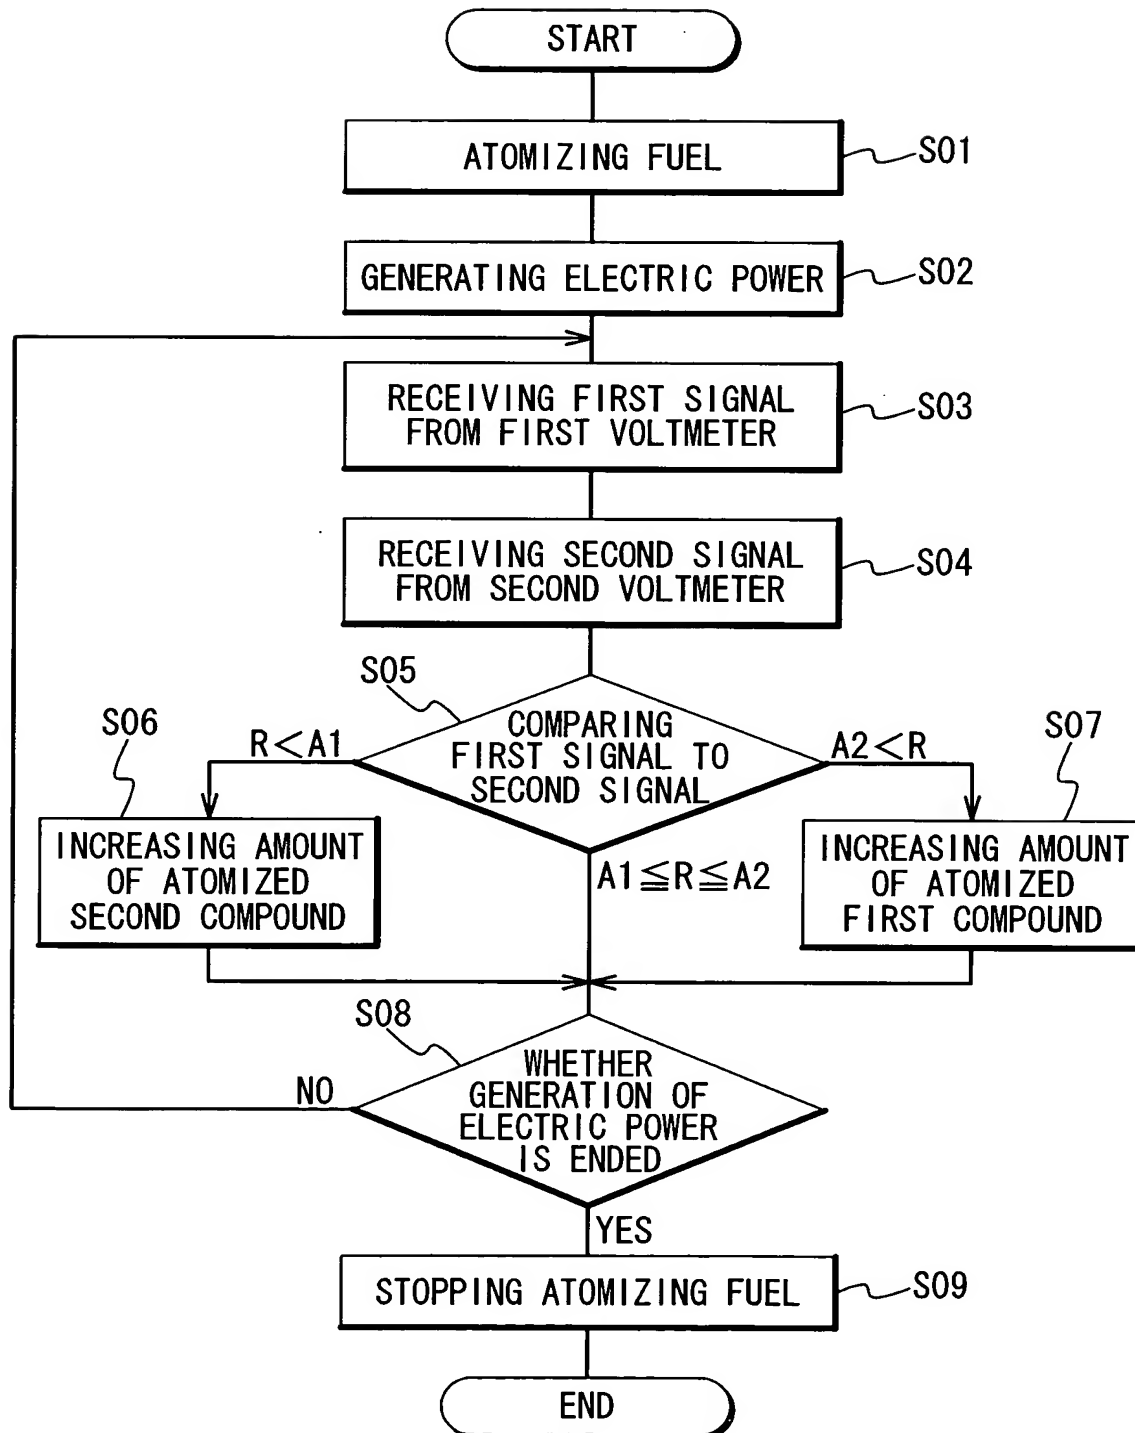 START
ATOMIZING FUEL
S01
GENERATING ELECTRIC POWER
S02
RECEIVING FIRST SIGNAL
FROM FIRST VOLTMETER
S03
RECEIVING SECOND SIGNAL
FROM SECOND VOLTMETER
S04
S05
COMPARING
FIRST SIGNAL TO
SECOND SIGNAL
R<A1
A2<R
A1≦R≦A2
S06
INCREASING AMOUNT
OF ATOMIZED
SECOND COMPOUND
S07
INCREASING AMOUNT
OF ATOMIZED
FIRST COMPOUND
S08
WHETHER
GENERATION OF
ELECTRIC POWER
IS ENDED
NO
YES
STOPPING ATOMIZING FUEL
S09
END